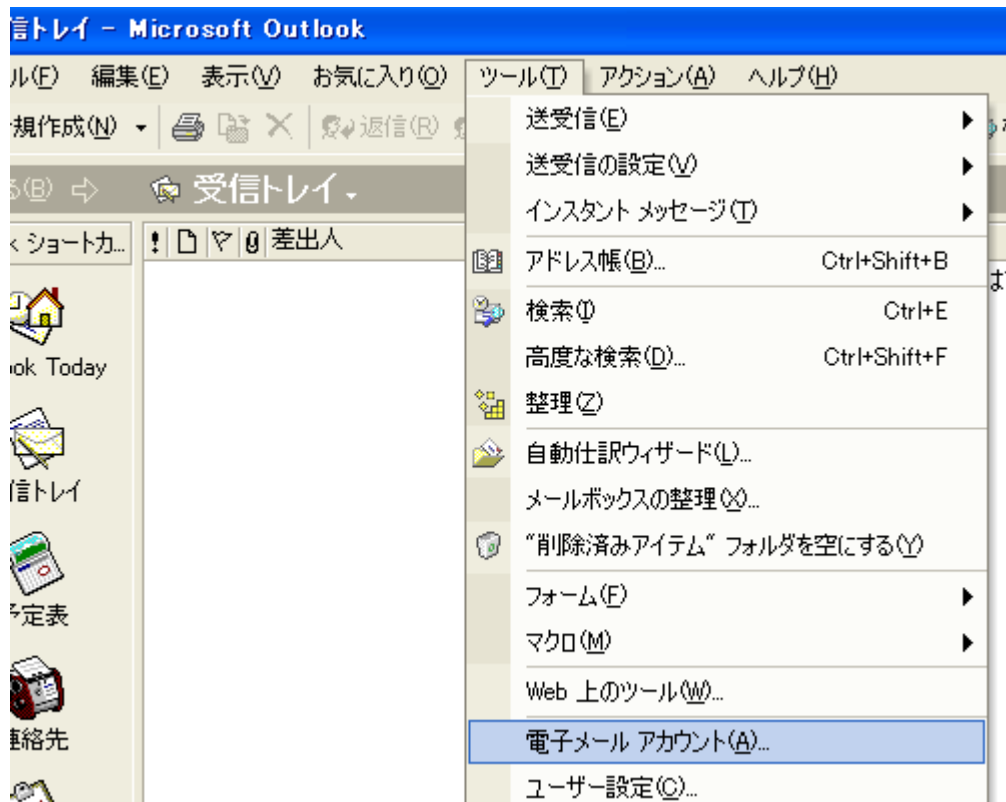 信トレイ - Microsoft Outlook
ル(F) 編集(E) 表示(V) お気に入り(O) ツール(T) アクション(A) ヘルプ(H)
規作成(N) 返信(R)
る(B) 受信トレイ
ショートカ... 差出人
ok Today
信トレイ
予定表
連絡先
送受信(E)
送受信の設定(V)
インスタント メッセージ(T)
アドレス帳(B)... Ctrl+Shift+B
検索(I) Ctrl+E
高度な検索(D)... Ctrl+Shift+F
整理(Z)
自動仕訳ウィザード(L)...
メールボックスの整理(X)...
“削除済みアイテム” フォルダを空にする(Y)
フォーム(F)
マクロ(M)
Web 上のツール(W)...
電子メール アカウント(A)...
ユーザー設定(C)...